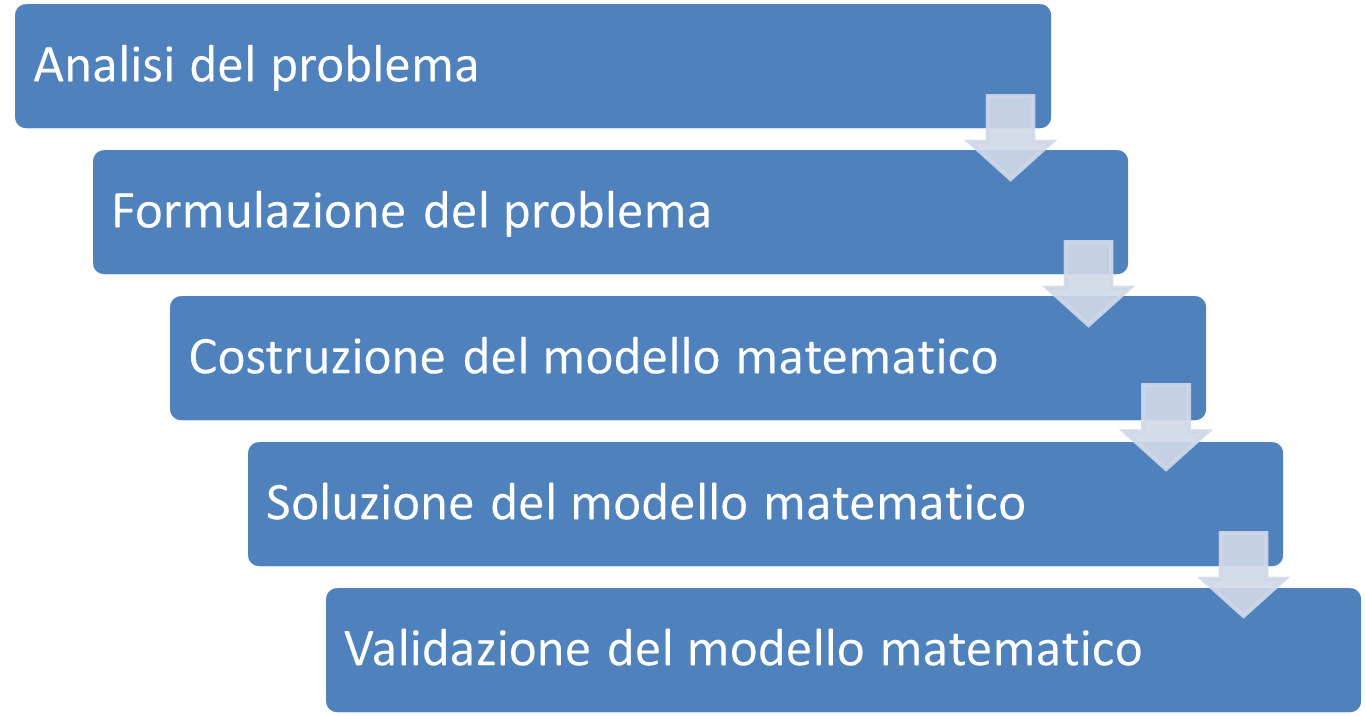 Analisi del problema
Formulazione del problema
Costruzione del modello matematico
Soluzione del modello matematico
Validazione del modello matematico